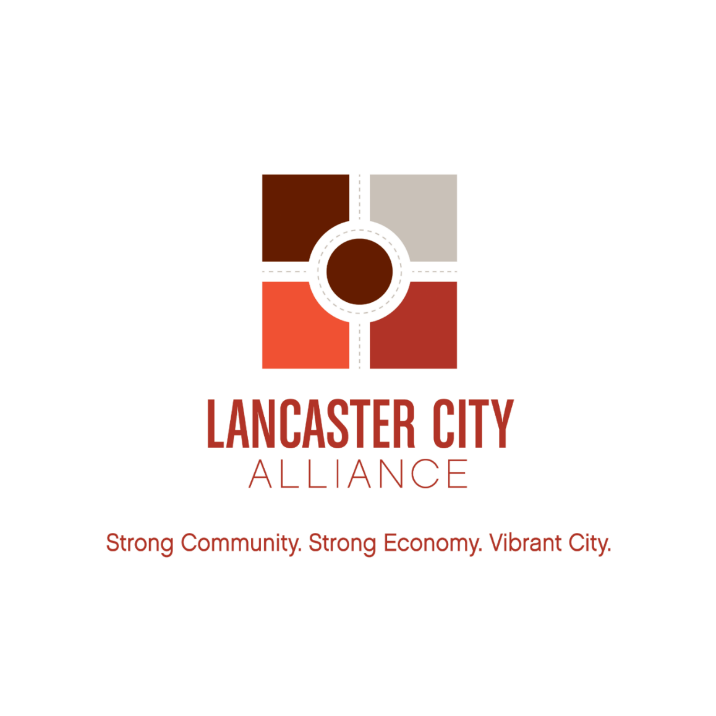 LANCASTER CITY
ALLIANCE
Strong Community. Strong Economy. Vibrant City.